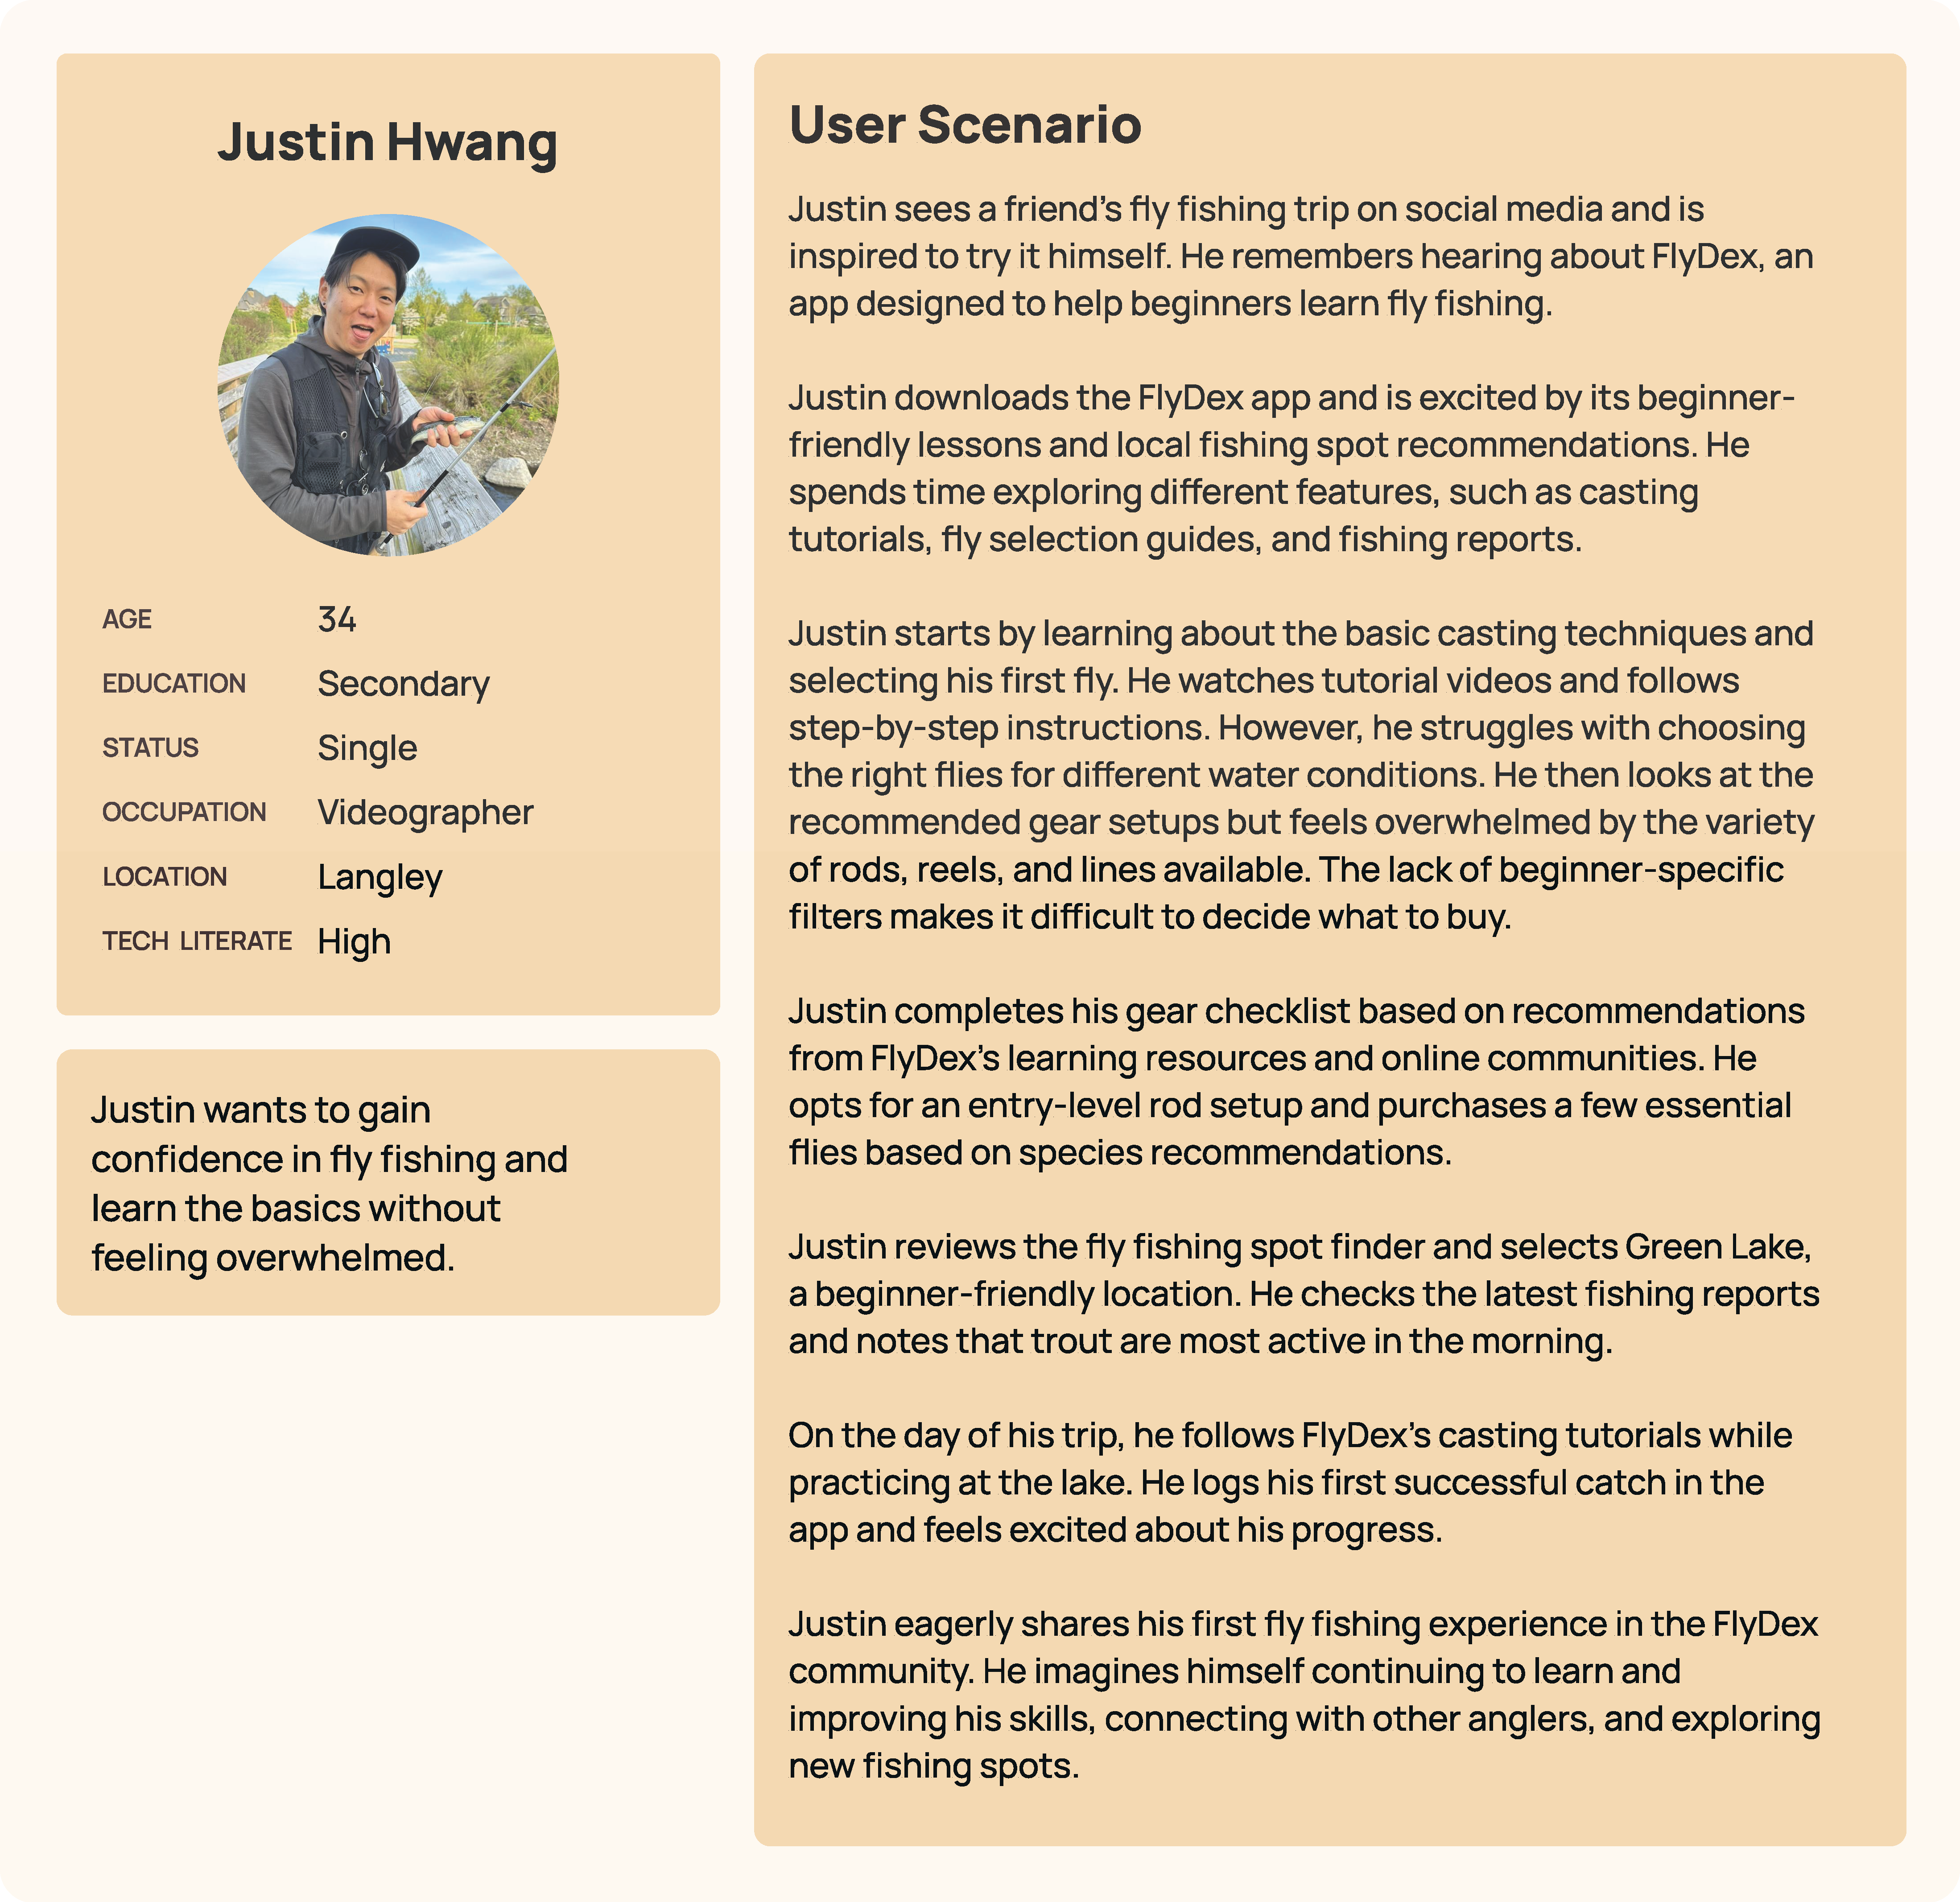 Justin Hwang
AGE 34
EDUCATION Secondary
STATUS Single
OCCUPATION Videographer
LOCATION Langley
TECH LITERATE High
Justin wants to gain
confidence in fly fishing and
learn the basics without
feeling overwhelmed.
User Scenario
Justin sees a friend’s fly fishing trip on social media and is
inspired to try it himself. He remembers hearing about FlyDex, an
app designed to help beginners learn fly fishing.
Justin downloads the FlyDex app and is excited by its beginner-
friendly lessons and local fishing spot recommendations. He
spends time exploring different features, such as casting
tutorials, fly selection guides, and fishing reports.
Justin starts by learning about the basic casting techniques and
selecting his first fly. He watches tutorial videos and follows
step-by-step instructions. However, he struggles with choosing
the right flies for different water conditions. He then looks at the
recommended gear setups but feels overwhelmed by the variety
of rods, reels, and lines available. The lack of beginner-specific
filters makes it difficult to decide what to buy.
Justin completes his gear checklist based on recommendations
from FlyDex’s learning resources and online communities. He
opts for an entry-level rod setup and purchases a few essential
flies based on species recommendations.
Justin reviews the fly fishing spot finder and selects Green Lake,
a beginner-friendly location. He checks the latest fishing reports
and notes that trout are most active in the morning.
On the day of his trip, he follows FlyDex’s casting tutorials while
practicing at the lake. He logs his first successful catch in the
app and feels excited about his progress.
Justin eagerly shares his first fly fishing experience in the FlyDex
community. He imagines himself continuing to learn and
improving his skills, connecting with other anglers, and exploring
new fishing spots.